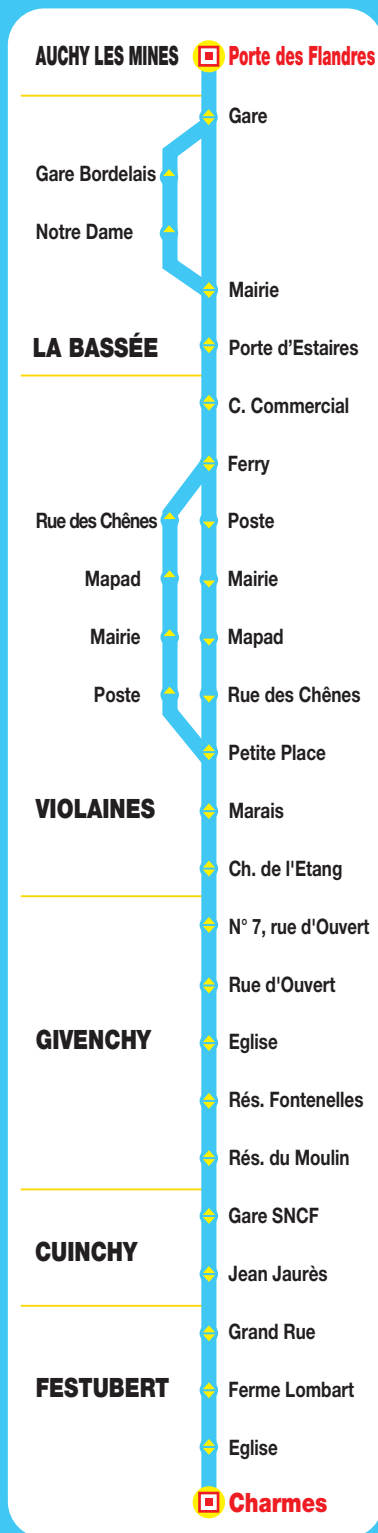 AUCHY LES MINES Porte des Flandres
Gare
Gare Bordelais
Notre Dame
Mairie
LA BASSÉE Porte d’Estaires
C. Commercial
Ferry
Rue des Chênes Poste
Mapad Mairie
Mairie Mapad
Poste Rue des Chênes
Petite Place
VIOLAINES Marais
Ch. de l'Etang
N° 7, rue d'Ouvert
Rue d'Ouvert
GIVENCHY Eglise
Rés. Fontenelles
Rés. du Moulin
Gare SNCF
CUINCHY
Jean Jaurès
Grand Rue
FESTUBERT Ferme Lombart
Eglise
Charmes